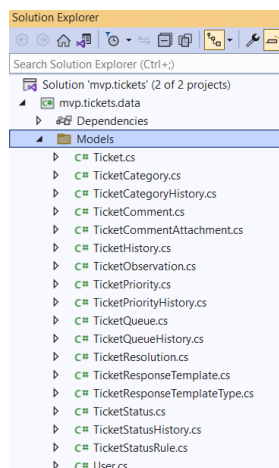 Solution Explorer
Search Solution Explorer (Ctrl+;)
Solution 'mvp.tickets' (2 of 2 projects)
C# mvp.tickets.data
Dependencies
Models
C# Ticket.cs
C# TicketCategory.cs
C# TicketCategoryHistory.cs
C# TicketComment.cs
C# TicketCommentAttachment.cs
C# TicketHistory.cs
C# TicketObservation.cs
C# TicketPriority.cs
C# TicketPriorityHistory.cs
C# TicketQueue.cs
C# TicketQueueHistory.cs
C# TicketResolution.cs
C# TicketResponseTemplate.cs
C# TicketResponseTemplateType.cs
C# TicketStatus.cs
C# TicketStatusHistory.cs
C# TicketStatusRule.cs
C# User.cs